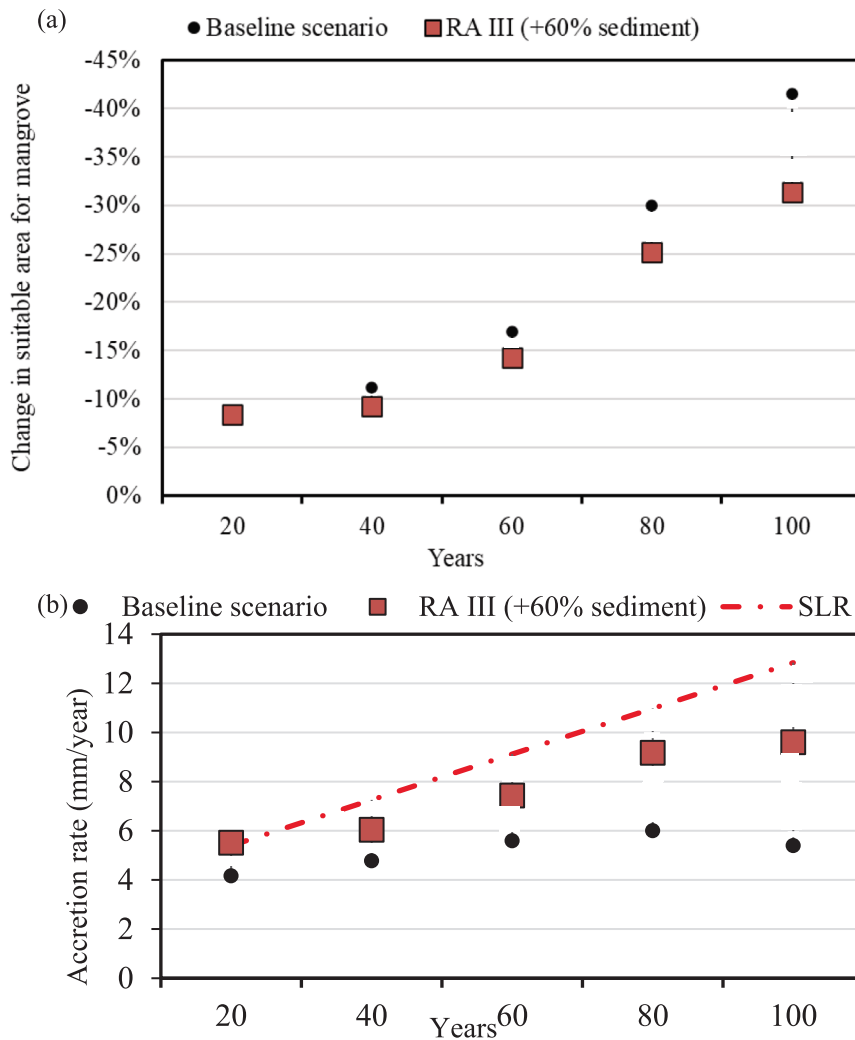 (a)
Baseline scenario RA III (+60% sediment)
Change in suitable area for mangrove
-45%
-40%
-35%
-30%
-25%
-20%
-15%
-10%
-5%
0%
20 40 60 80 100
Years
(b) Baseline scenario RA III (+60% sediment) SLR
Accretion rate (mm/year)
14
12
10
8
6
4
2
0
20 40 60 80 100
Years